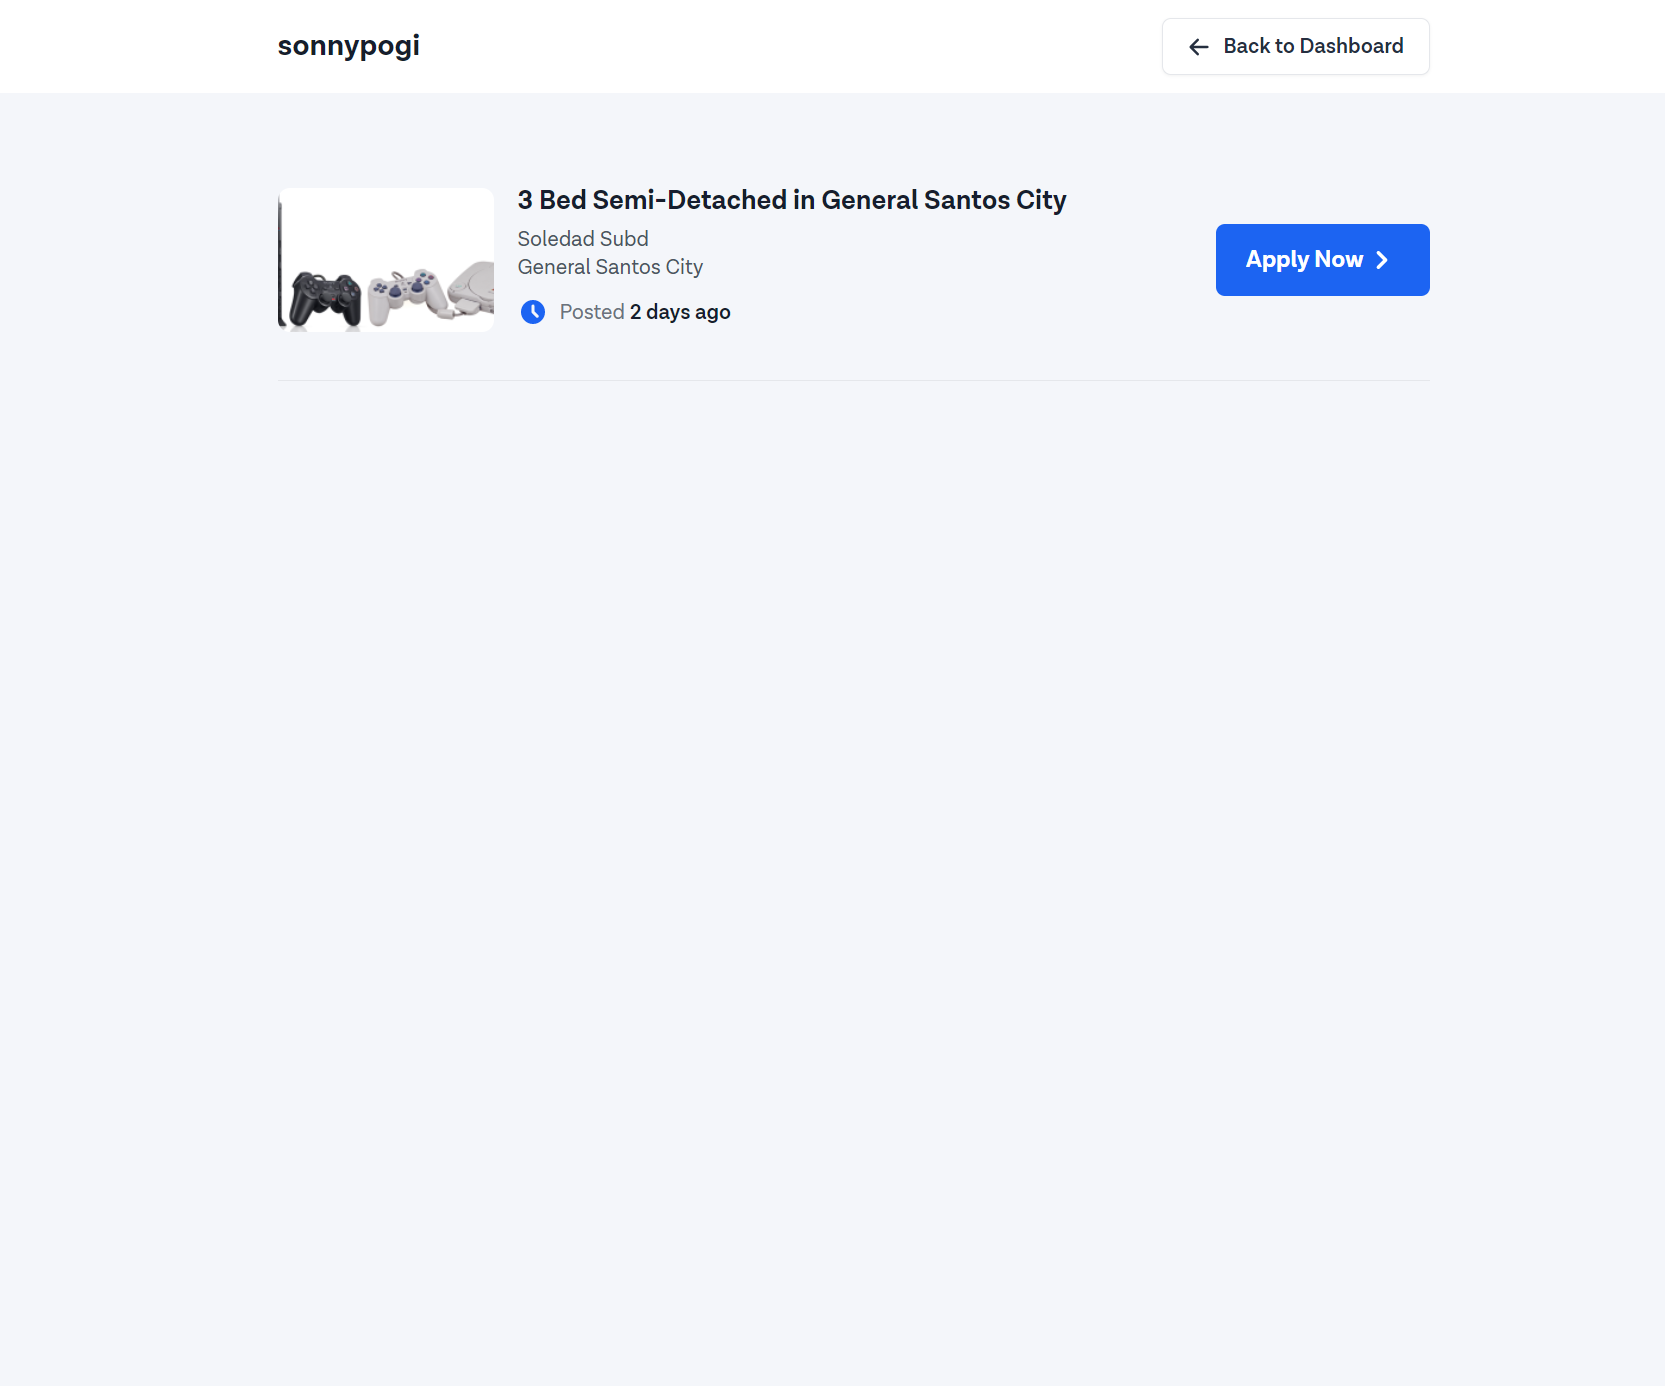 sonnypogi
Back to Dashboard
3 Bed Semi-Detached in General Santos City
Soledad Subd
General Santos City
Posted 2 days ago
Apply Now